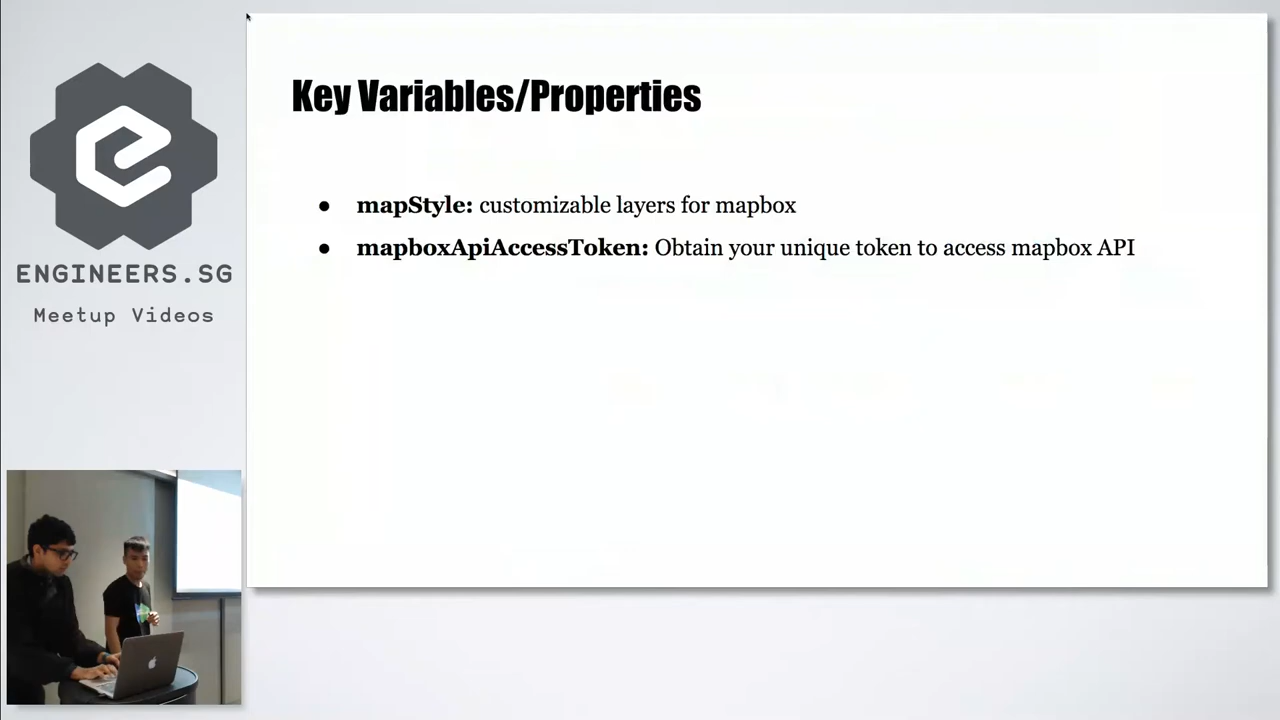 Key Variables/Properties
● mapStyle: customizable layers for mapbox
● mapboxApiAccessToken: Obtain your unique token to access mapbox API
ENGINEERS.SG
Meetup Videos